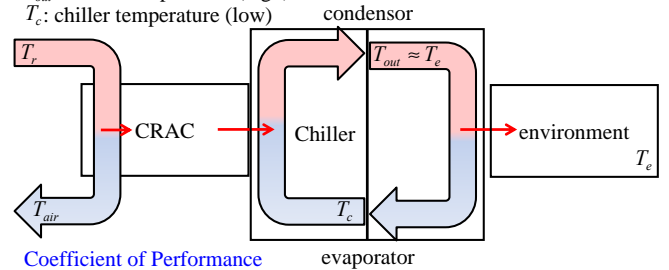 T_c: chiller temperature (low)
condensor
T_r
T_out ≈ T_e
CRAC
Chiller
environment
T_e
T_air
T_c
Coefficient of Performance
evaporator